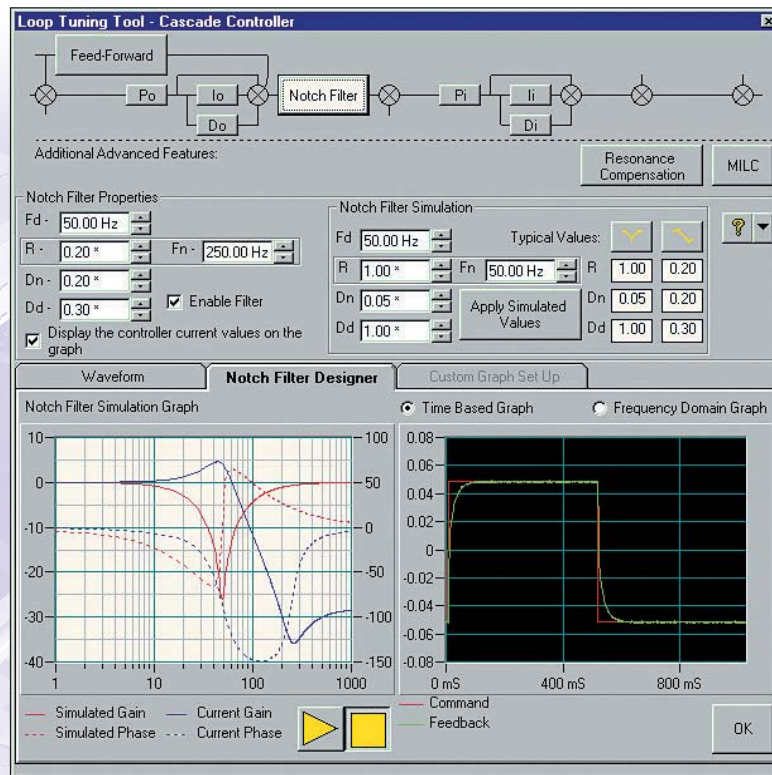 Loop Tuning Tool - Cascade Controller
Feed-Forward
Po
Io
Do
Notch Filter
Pi
Ii
Di
Additional Advanced Features:
Resonance
Compensation
MILC
Notch Filter Properties
Fd - 50.00 Hz
R - 0.20 * Fn - 250.00 Hz
Dn - 0.20 *
Dd - 0.30 * Enable Filter
Display the controller current values on the
graph
Notch Filter Simulation
Fd 50.00 Hz Typical Values:
R 1.00 * Fn 50.00 Hz R 1.00 0.20
Dn 0.05 * Dn 0.05 0.20
Dd 1.00 * Dd 1.00 0.30
Apply Simulated
Values
?
Waveform
Notch Filter Designer
Custom Graph Set Up
Notch Filter Simulation Graph
Time Based Graph
Frequency Domain Graph
10
0
-10
-20
-30
-40
100
50
0
-50
-100
-150
1 10 100 1000
0.08
0.06
0.04
0.02
0
-0.02
-0.04
-0.06
-0.08
0 mS 400 mS 800 mS
Simulated Gain Current Gain
Simulated Phase Current Phase
Command
Feedback
OK